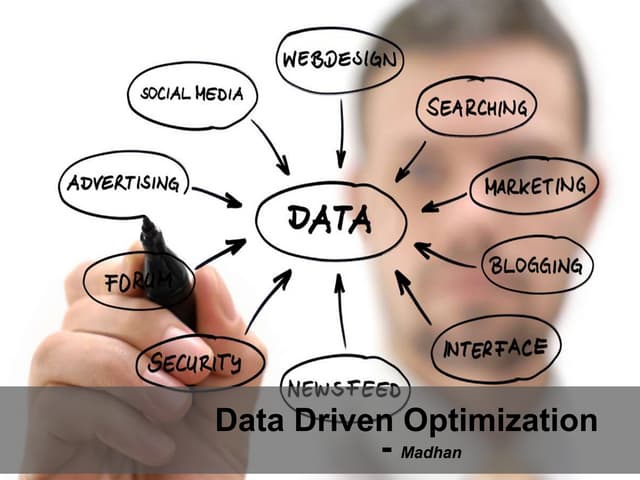 WEBDESIGN
SOCIAL MEDIA
SEARCHING
ADVERTISING
MARKETING
DATA
FORUM
BLOGGING
SECURITY
INTERFACE
NEWSFEED
Data Driven Optimization
- Madhan